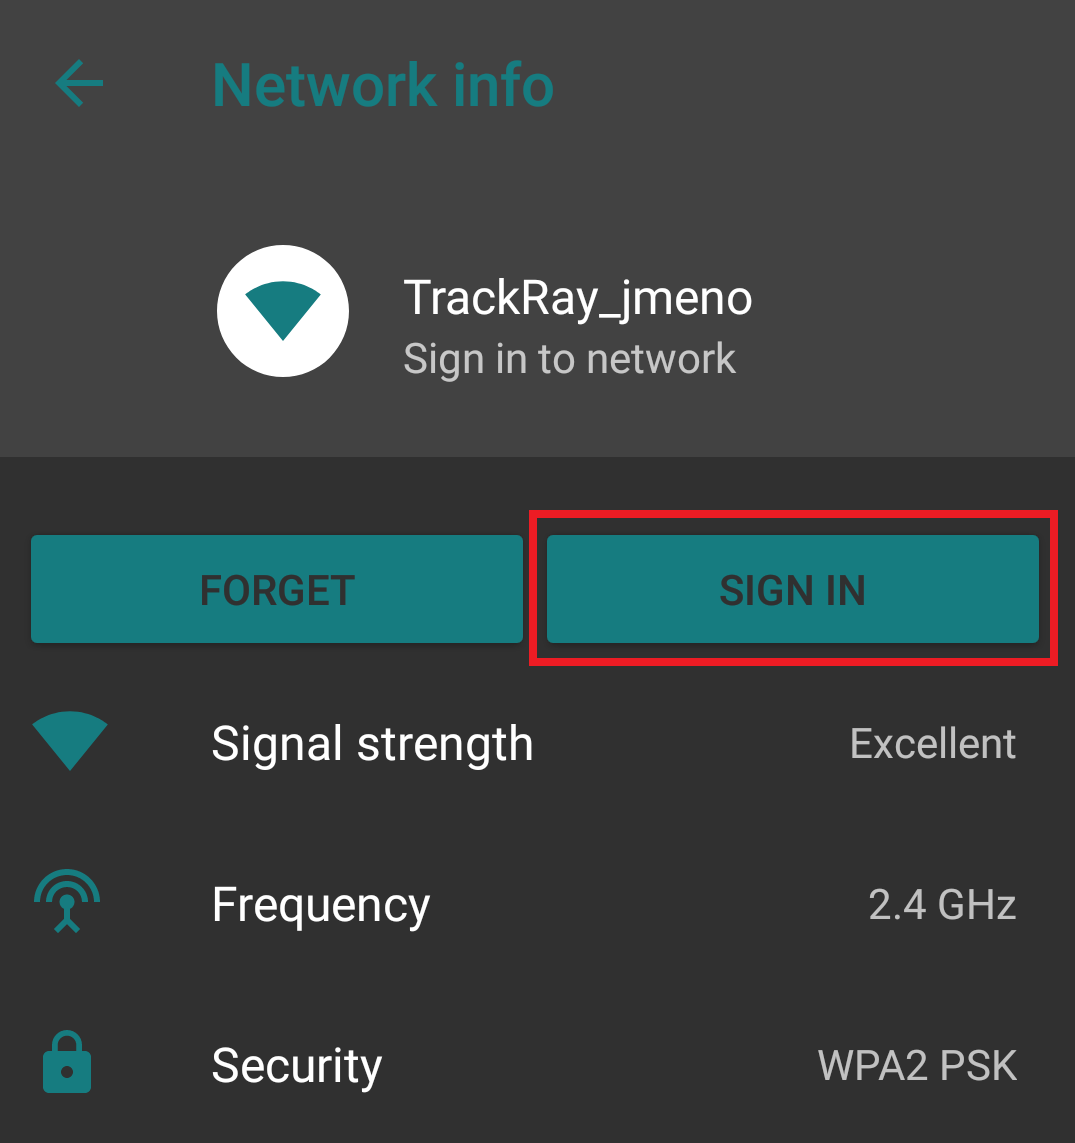 Network info
TrackRay_jmeno
Sign in to network
FORGET
SIGN IN
Signal strength
Excellent
Frequency
2.4 GHz
Security
WPA2 PSK